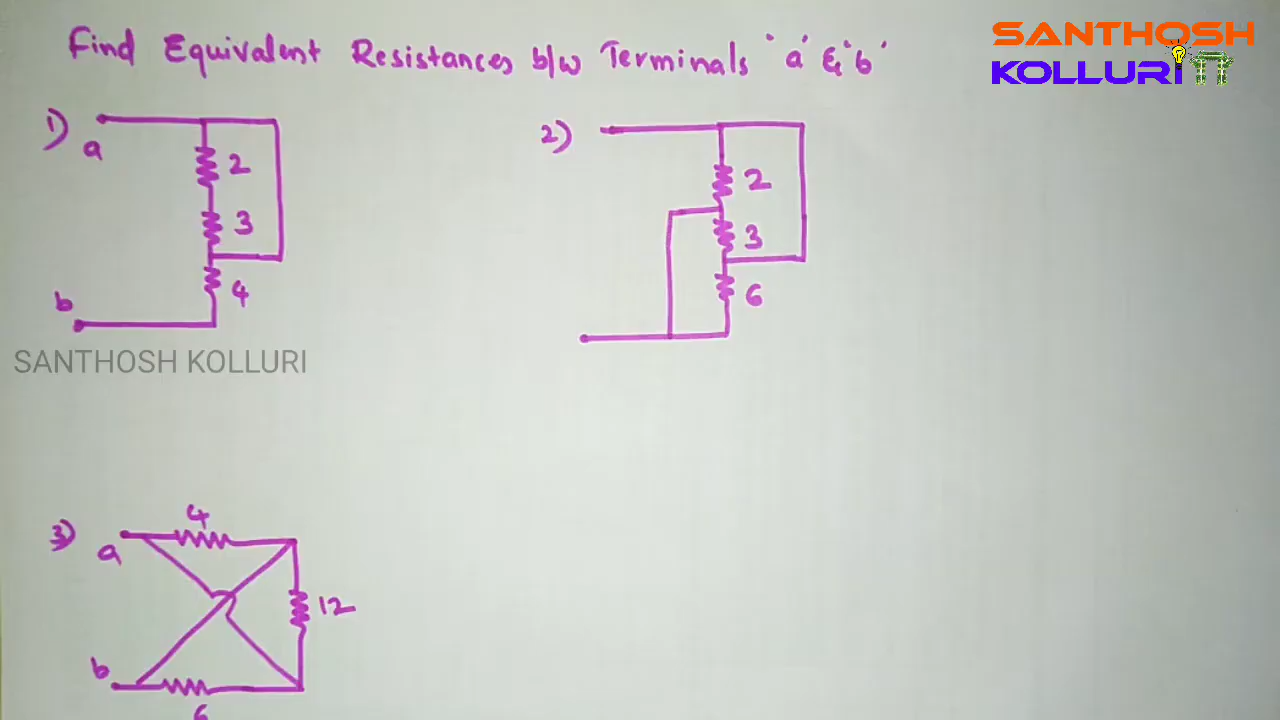 Find Equivalent Resistances b/w Terminals 'a' & 'b'
SANTHOSH
KOLLURI
1)
a
2
3
4
b
2)
2
3
6
SANTHOSH KOLLURI
3)
a
4
12
b
6